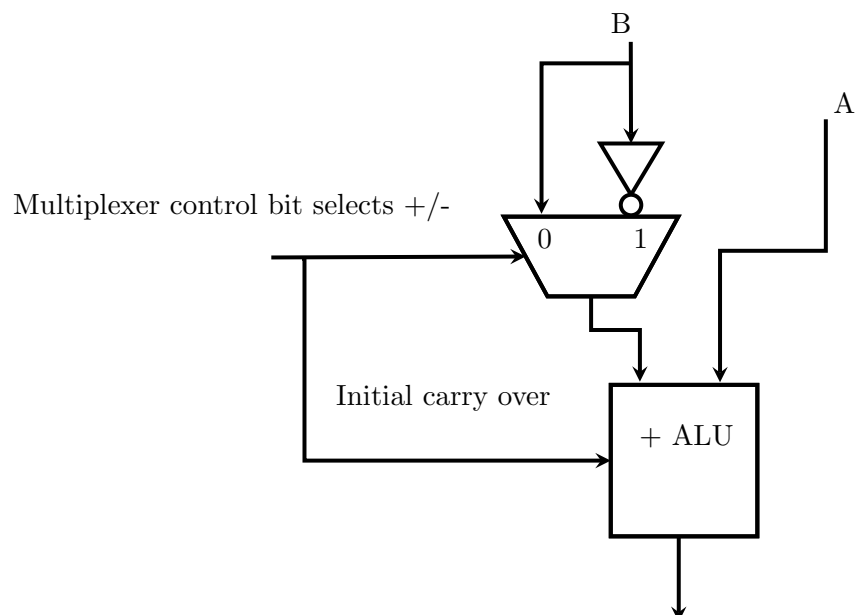 B
A
Multiplexer control bit selects +/-
0 1
Initial carry over
+ ALU